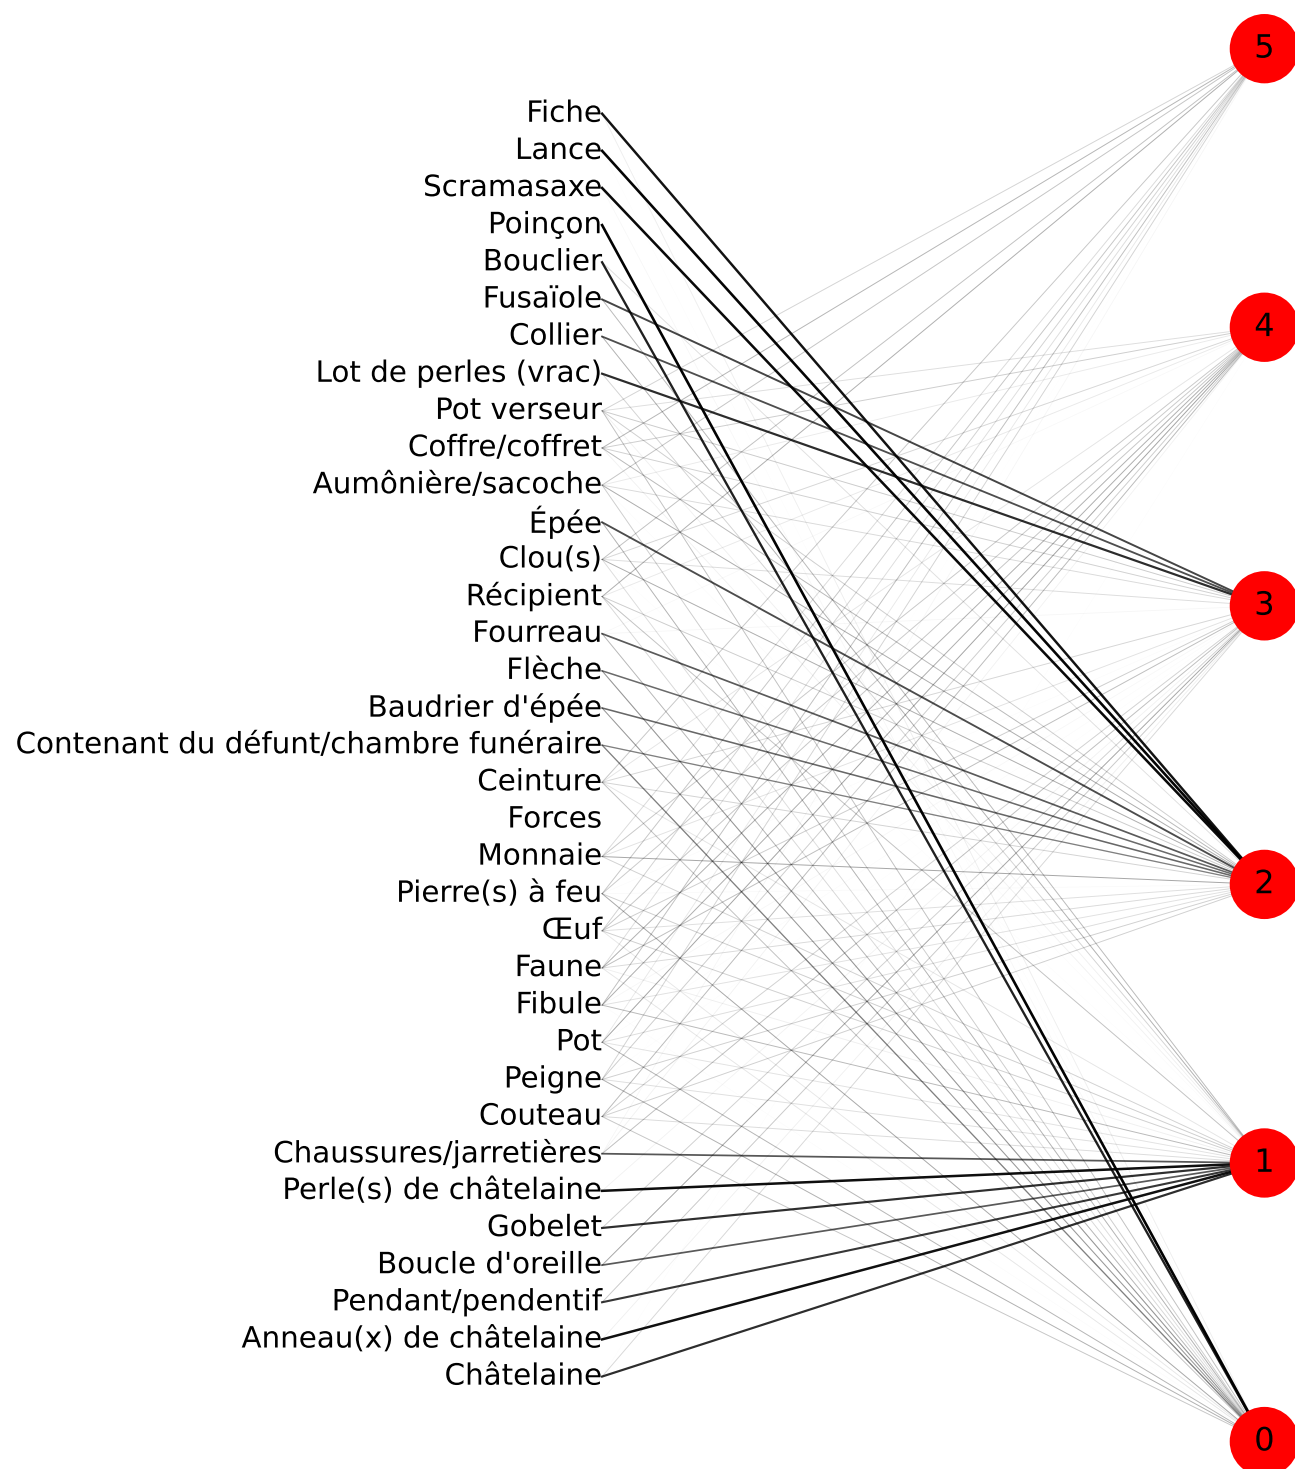 5
Fiche
Lance
Scramasaxe
Poinçon
Bouclier
Fusaïole
4
Collier
Lot de perles (vrac)
Pot verseur
Coffre/coffret
Aumônière/sacoche
Épée
Clou(s)
Récipient
3
Fourreau
Flèche
Baudrier d'épée
Contenant du défunt/chambre funéraire
Ceinture
Forces
Monnaie
2
Pierre(s) à feu
Œuf
Faune
Fibule
Pot
Peigne
Couteau
Chaussures/jarretières
1
Perle(s) de châtelaine
Gobelet
Boucle d'oreille
Pendant/pendentif
Anneau(x) de châtelaine
Châtelaine
0